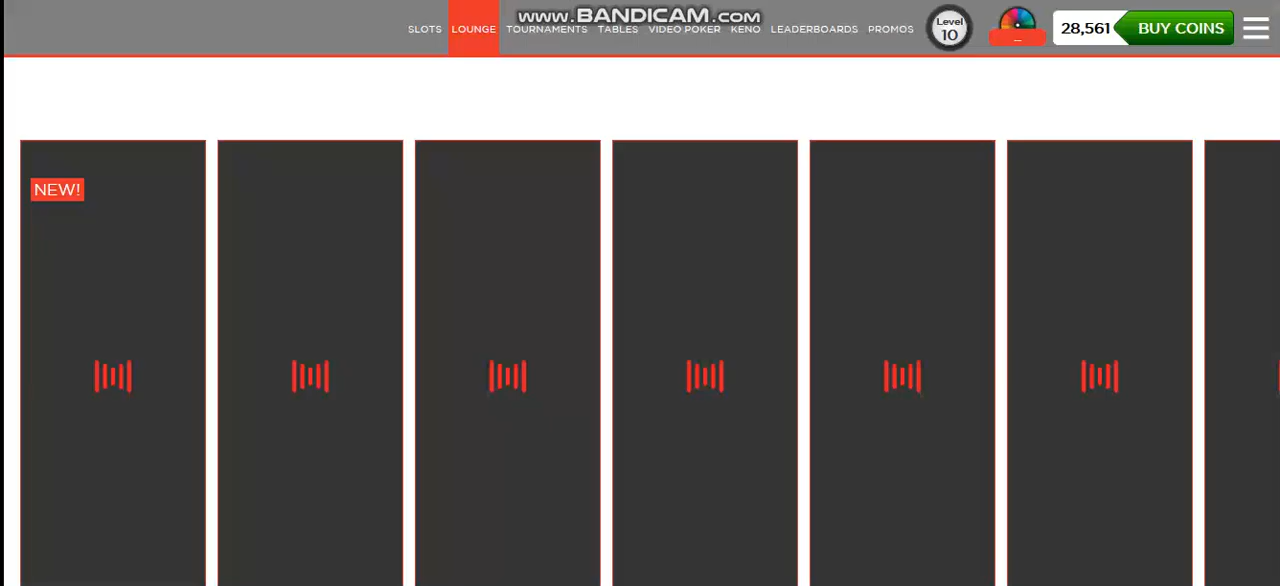 www.BANDICAM.com
SLOTS LOUNGE TOURNAMENTS TABLES VIDEO POKER KENO LEADERBOARDS PROMOS
Level
10
28,561
BUY COINS
NEW!